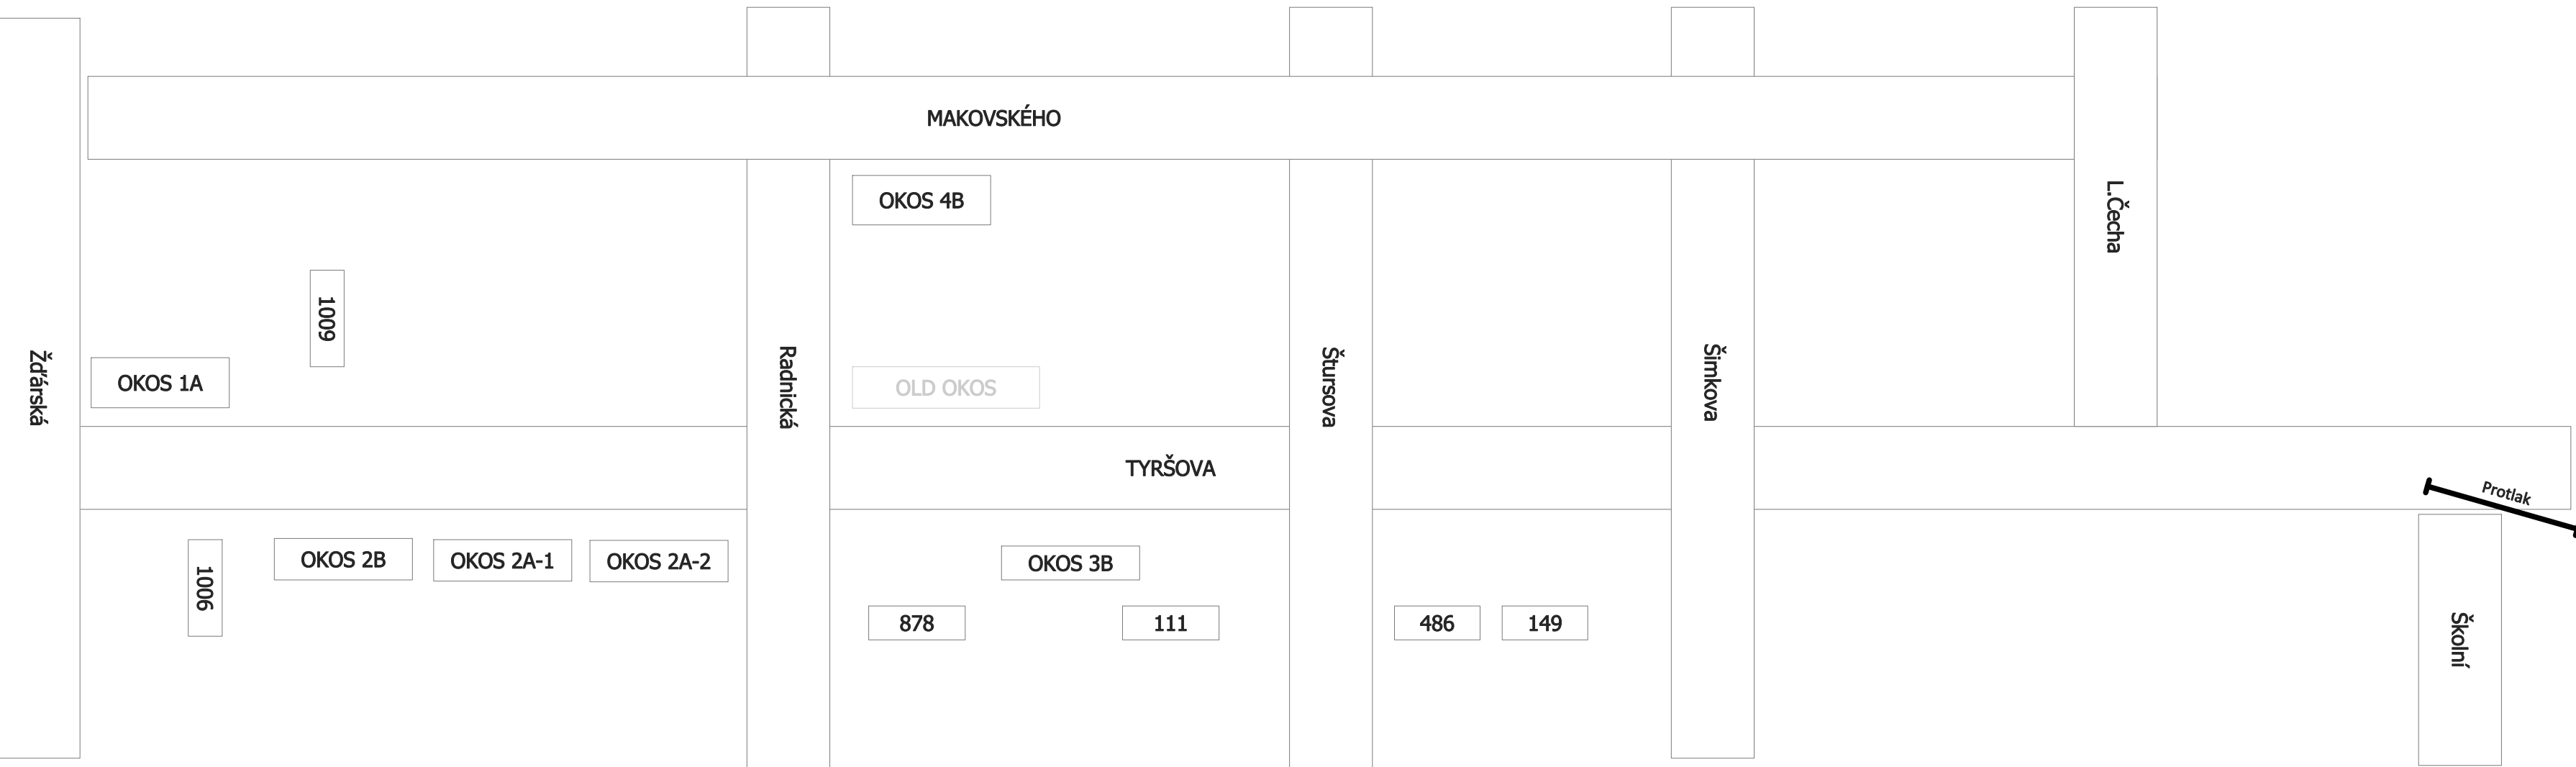 MAKOVSKÉHO
L.Čecha
OKOS 4B
1009
Žďárská
OKOS 1A
Radnická
OLD OKOS
Štursova
Šimkova
TYRŠOVA
Protlak
1006
OKOS 2B
OKOS 2A-1
OKOS 2A-2
OKOS 3B
878
111
486
149
Školní